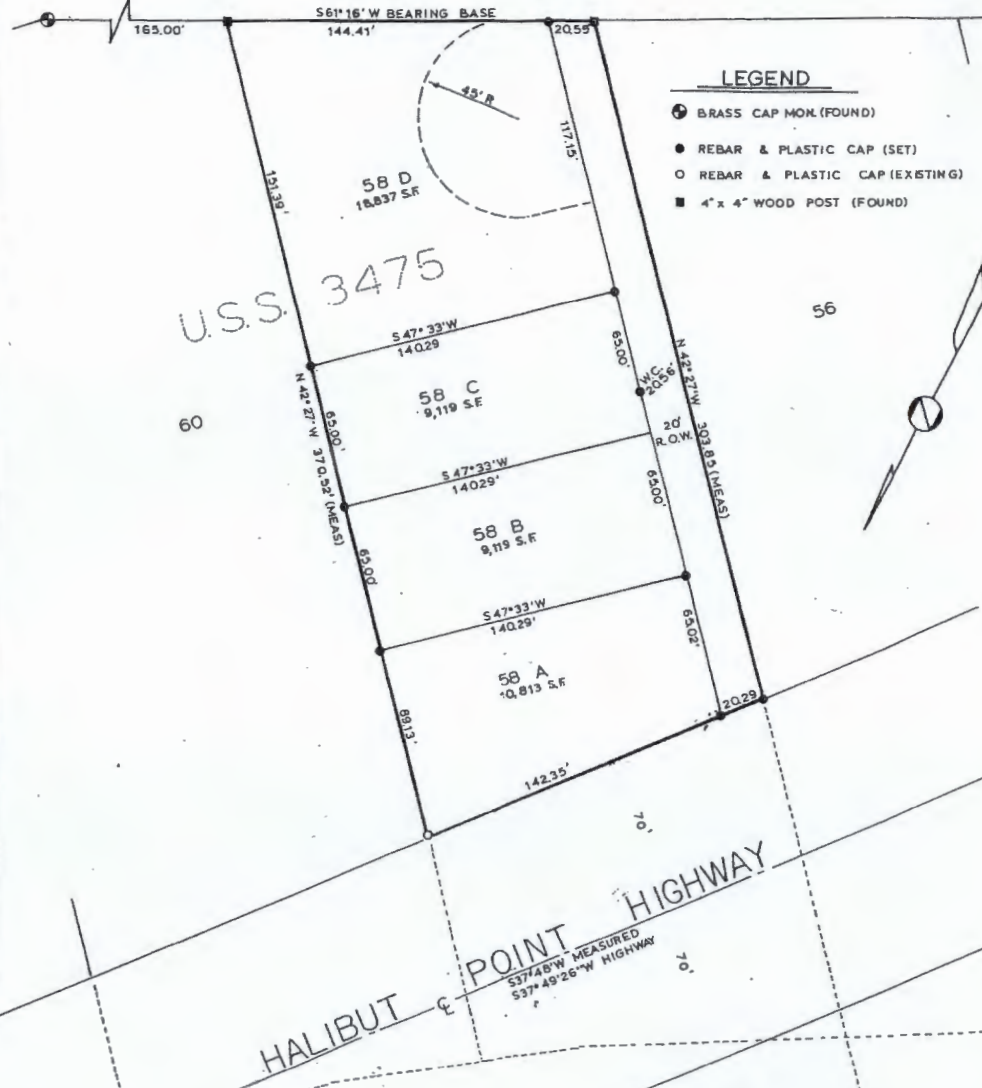 S61°16'W BEARING BASE
165.00'
144.41'
20.55'
LEGEND
BRASS CAP MON. (FOUND)
REBAR & PLASTIC CAP (SET)
REBAR & PLASTIC CAP (EXISTING)
4"x 4" WOOD POST (FOUND)
45' R
117.15'
151.39'
58 D
18,837 S.F.
U.S.S. 3475
56
S 47° 33'W
140.29
65.00'
W.C.
20.56'
N 42° 27'W 303.85 (MEAS)
58 C
9,119 S.F.
60
N 42° 27'W 370.52' (MEAS)
65.00'
20'
R.O.W.
S 47°33'W
140.29'
65.00'
58 B
9,119 S.F.
65.00'
S 47°33'W
140.29'
65.02'
58 A
10,813 S.F.
89.13'
20.29
142.35'
70'
HALIBUT ℄ POINT HIGHWAY
S37°48'W MEASURED
S37°49'26"W HIGHWAY
70'